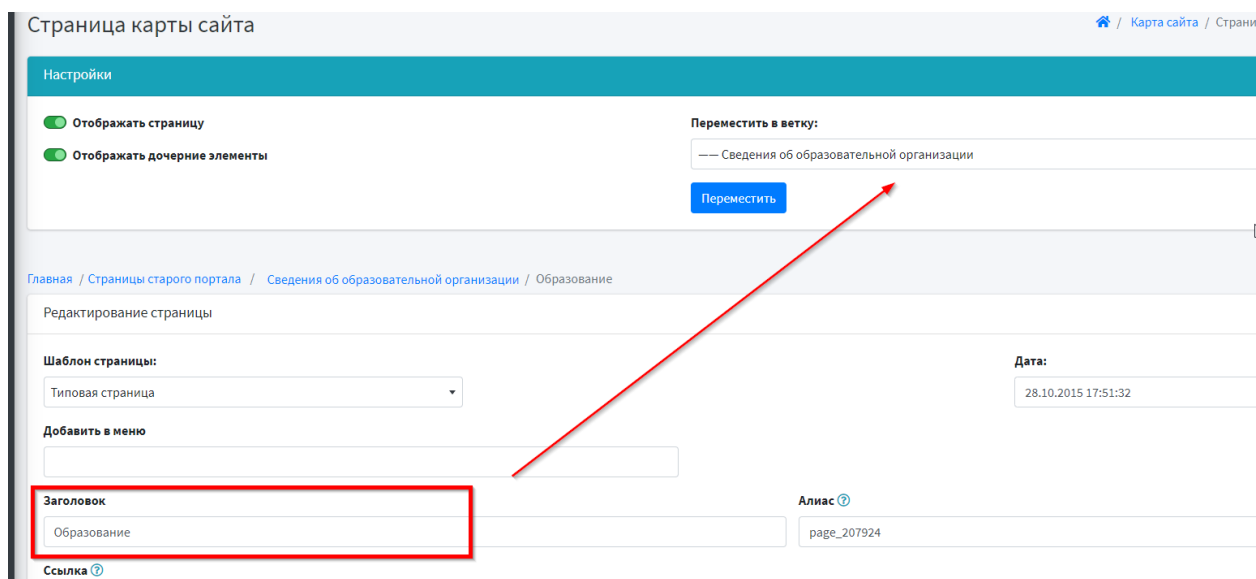 Страница карты сайта
/ Карта сайта / Страни
Настройки
Отображать страницу
Переместить в ветку:
Отображать дочерние элементы
—— Сведения об образовательной организации
Переместить
Главная / Страницы старого портала / Сведения об образовательной организации / Образование
Редактирование страницы
Шаблон страницы:
Дата:
Типовая страница
28.10.2015 17:51:32
Добавить в меню
Заголовок
Алиас ?
Образование
page_207924
Ссылка ?